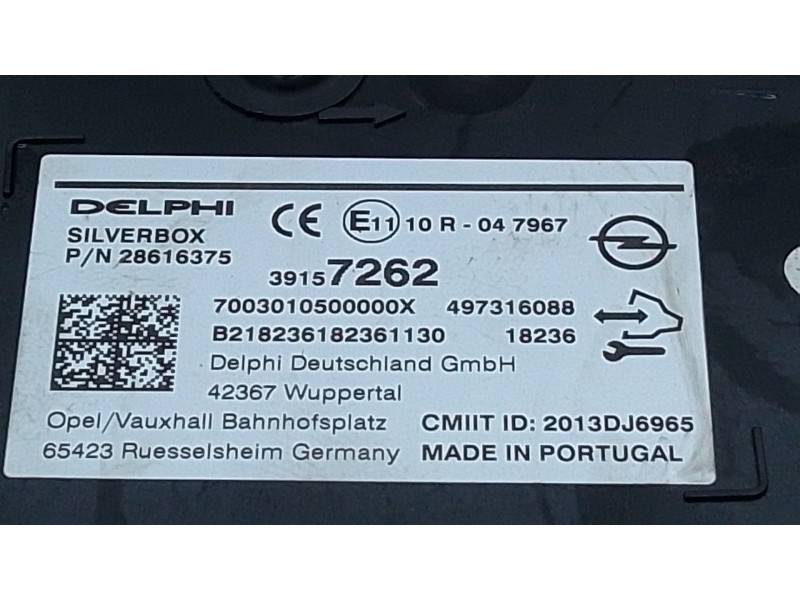 DELPHI
SILVERBOX
P/N 28616375
CE E11 10 R - 04 7967
39157262
7003010500000X 497316088
B218236182361130 18236
Delphi Deutschland GmbH
42367 Wuppertal
Opel/Vauxhall Bahnhofsplatz CMIIT ID: 2013DJ6965
65423 Ruesselsheim Germany MADE IN PORTUGAL